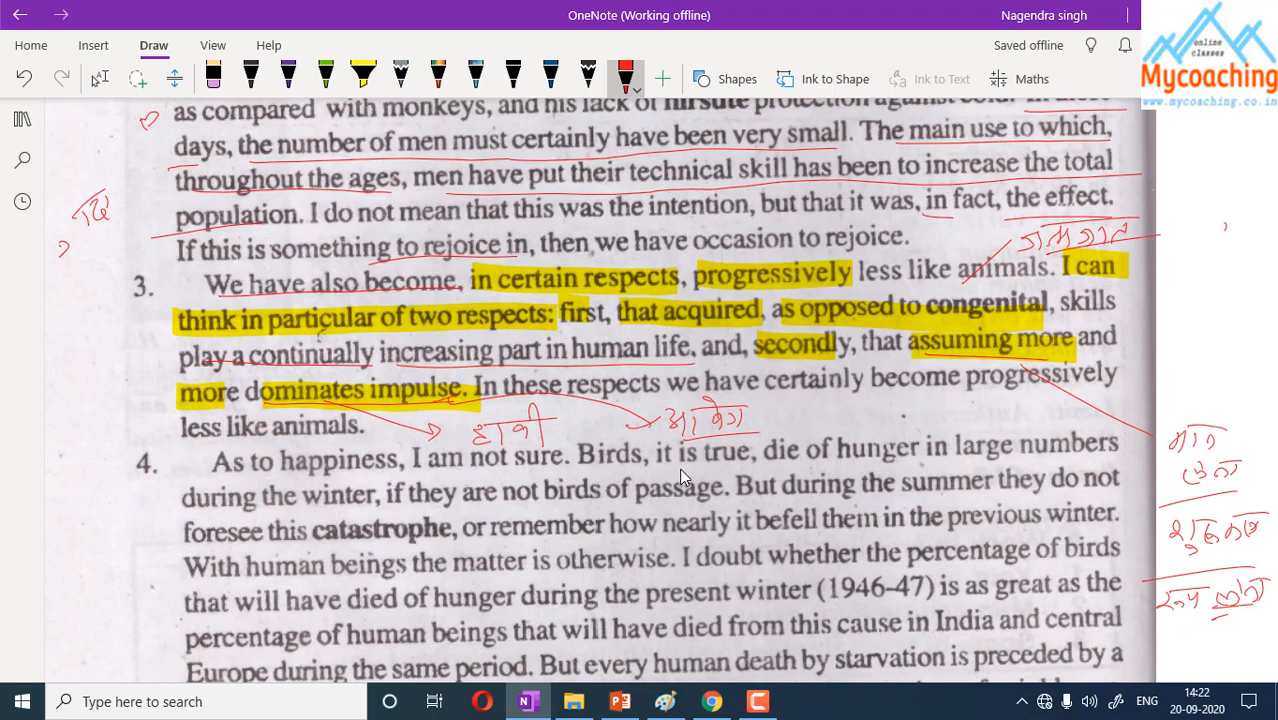 OneNote (Working offline)
Nagendra singh
Home Insert Draw View Help
Saved offline
Shapes
Ink to Shape
Ink to Text
Maths
online
classes
Mycoaching
www.mycoaching.co.in
as compared with monkeys, and his lack of hirsute protection against cold. In those
days, the number of men must certainly have been very small. The main use to which,
throughout the ages, men have put their technical skill has been to increase the total
population. I do not mean that this was the intention, but that it was, in fact, the effect.
If this is something to rejoice in, then we have occasion to rejoice.
3. We have also become, in certain respects, progressively less like animals. I can
think in particular of two respects: first, that acquired, as opposed to congenital, skills
play a continually increasing part in human life, and, secondly, that assuming more and
more dominates impulse. In these respects we have certainly become progressively
less like animals.
हावी
आवेग
4. As to happiness, I am not sure. Birds, it is true, die of hunger in large numbers
during the winter, if they are not birds of passage. But during the summer they do not
foresee this catastrophe, or remember how nearly it befell them in the previous winter.
With human beings the matter is otherwise. I doubt whether the percentage of birds
that will have died of hunger during the present winter (1946-47) is as great as the
percentage of human beings that will have died from this cause in India and central
Europe during the same period. But every human death by starvation is preceded by a
मान
लेना
Type here to search
ENG
14:22
20-09-2020